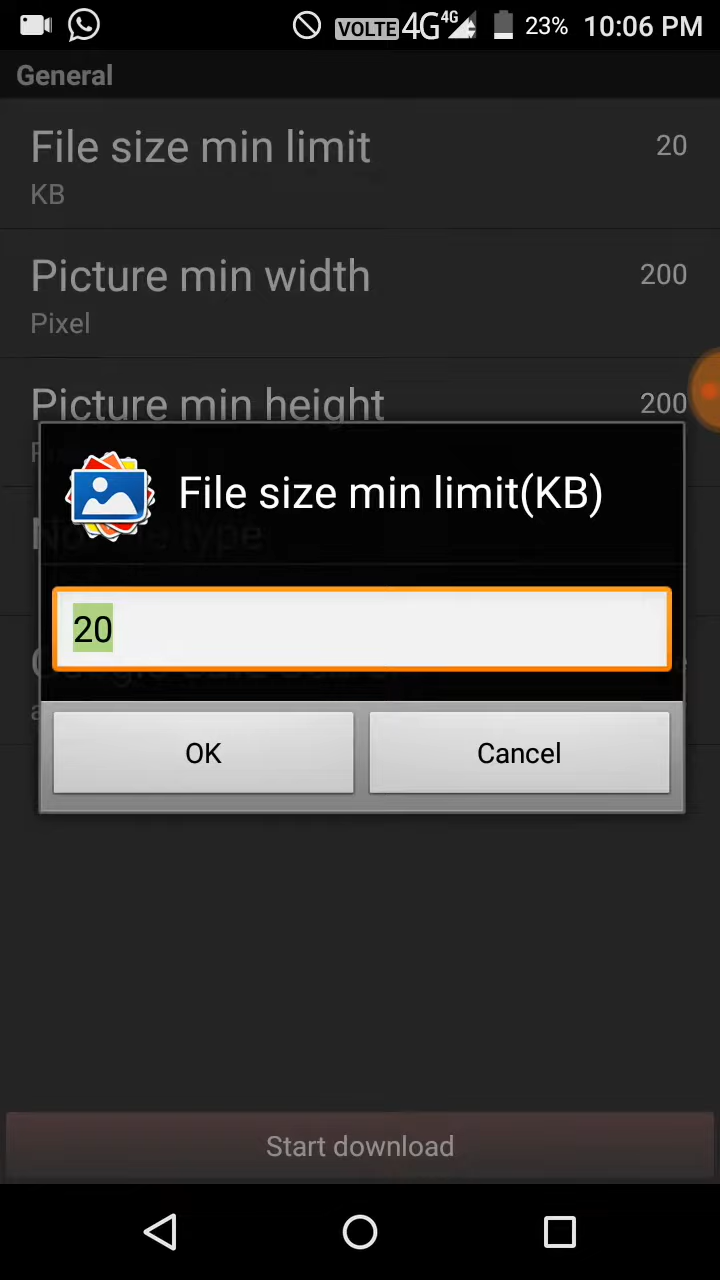 VOLTE 4G 4G 23% 10:06 PM
General
File size min limit 20
KB
Picture min width 200
Pixel
Picture min height 200
File size min limit(KB)
20
OK Cancel
Start download